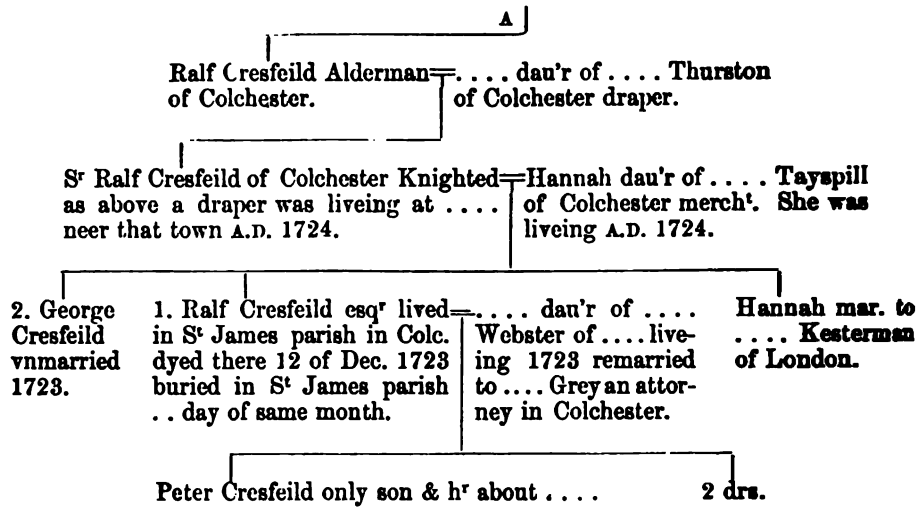 A
Ralf Cresfeild Alderman=.... dau'r of .... Thurston
of Colchester.
of Colchester draper.
Sʳ Ralf Cresfeild of Colchester Knighted=Hannah dau'r of .... Tayspill
as above a draper was liveing at ....
neer that town A.D. 1724.
of Colchester merchᵗ. She was
liveing A.D. 1724.
2. George
Cresfeild
vnmarried
1723.
1. Ralf Cresfeild esqʳ lived=.... dau'r of ....
in Sᵗ James parish in Colc.
dyed there 12 of Dec. 1723
buried in Sᵗ James parish
.. day of same month.
Webster of .... live-
ing 1723 remarried
to .... Grey an attor-
ney in Colchester.
Hannah mar. to
.... Kesterman
of London.
Peter Cresfeild only son & hʳ about ....
2 drs.